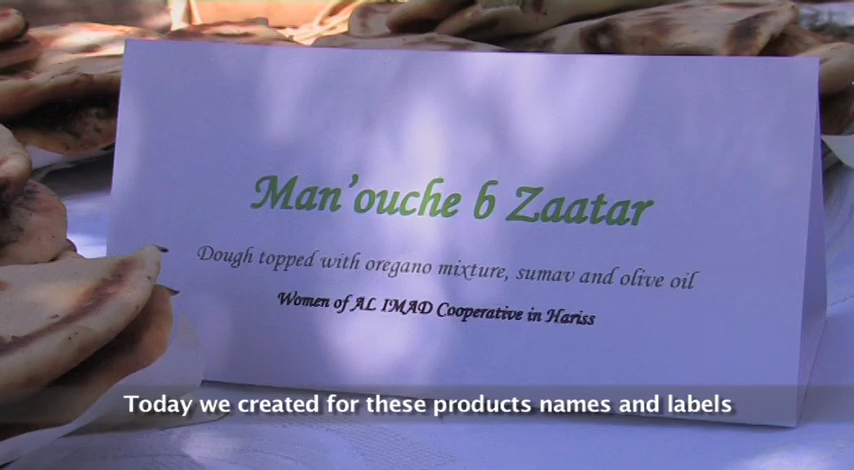 Man'ouche b Zaatar
Dough topped with oregano mixture, sumav and olive oil
Women of AL IMAD Cooperative in Hariss
Today we created for these products names and labels